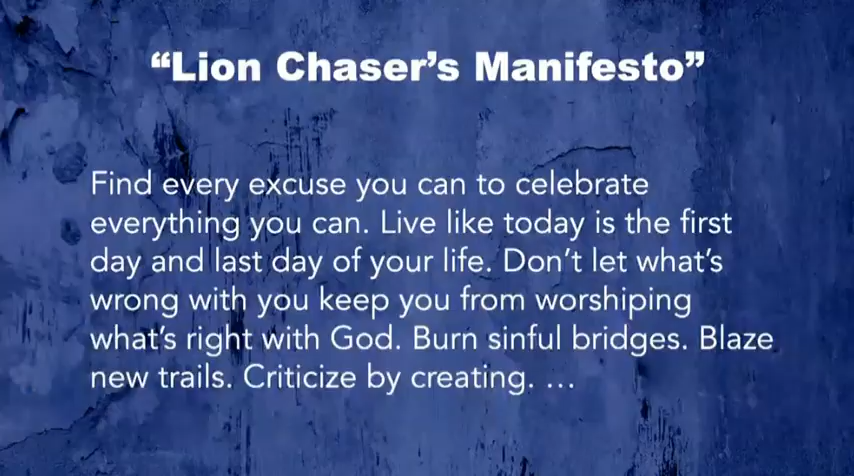 “Lion Chaser’s Manifesto”
Find every excuse you can to celebrate
everything you can. Live like today is the first
day and last day of your life. Don’t let what’s
wrong with you keep you from worshiping
what’s right with God. Burn sinful bridges. Blaze
new trails. Criticize by creating. …